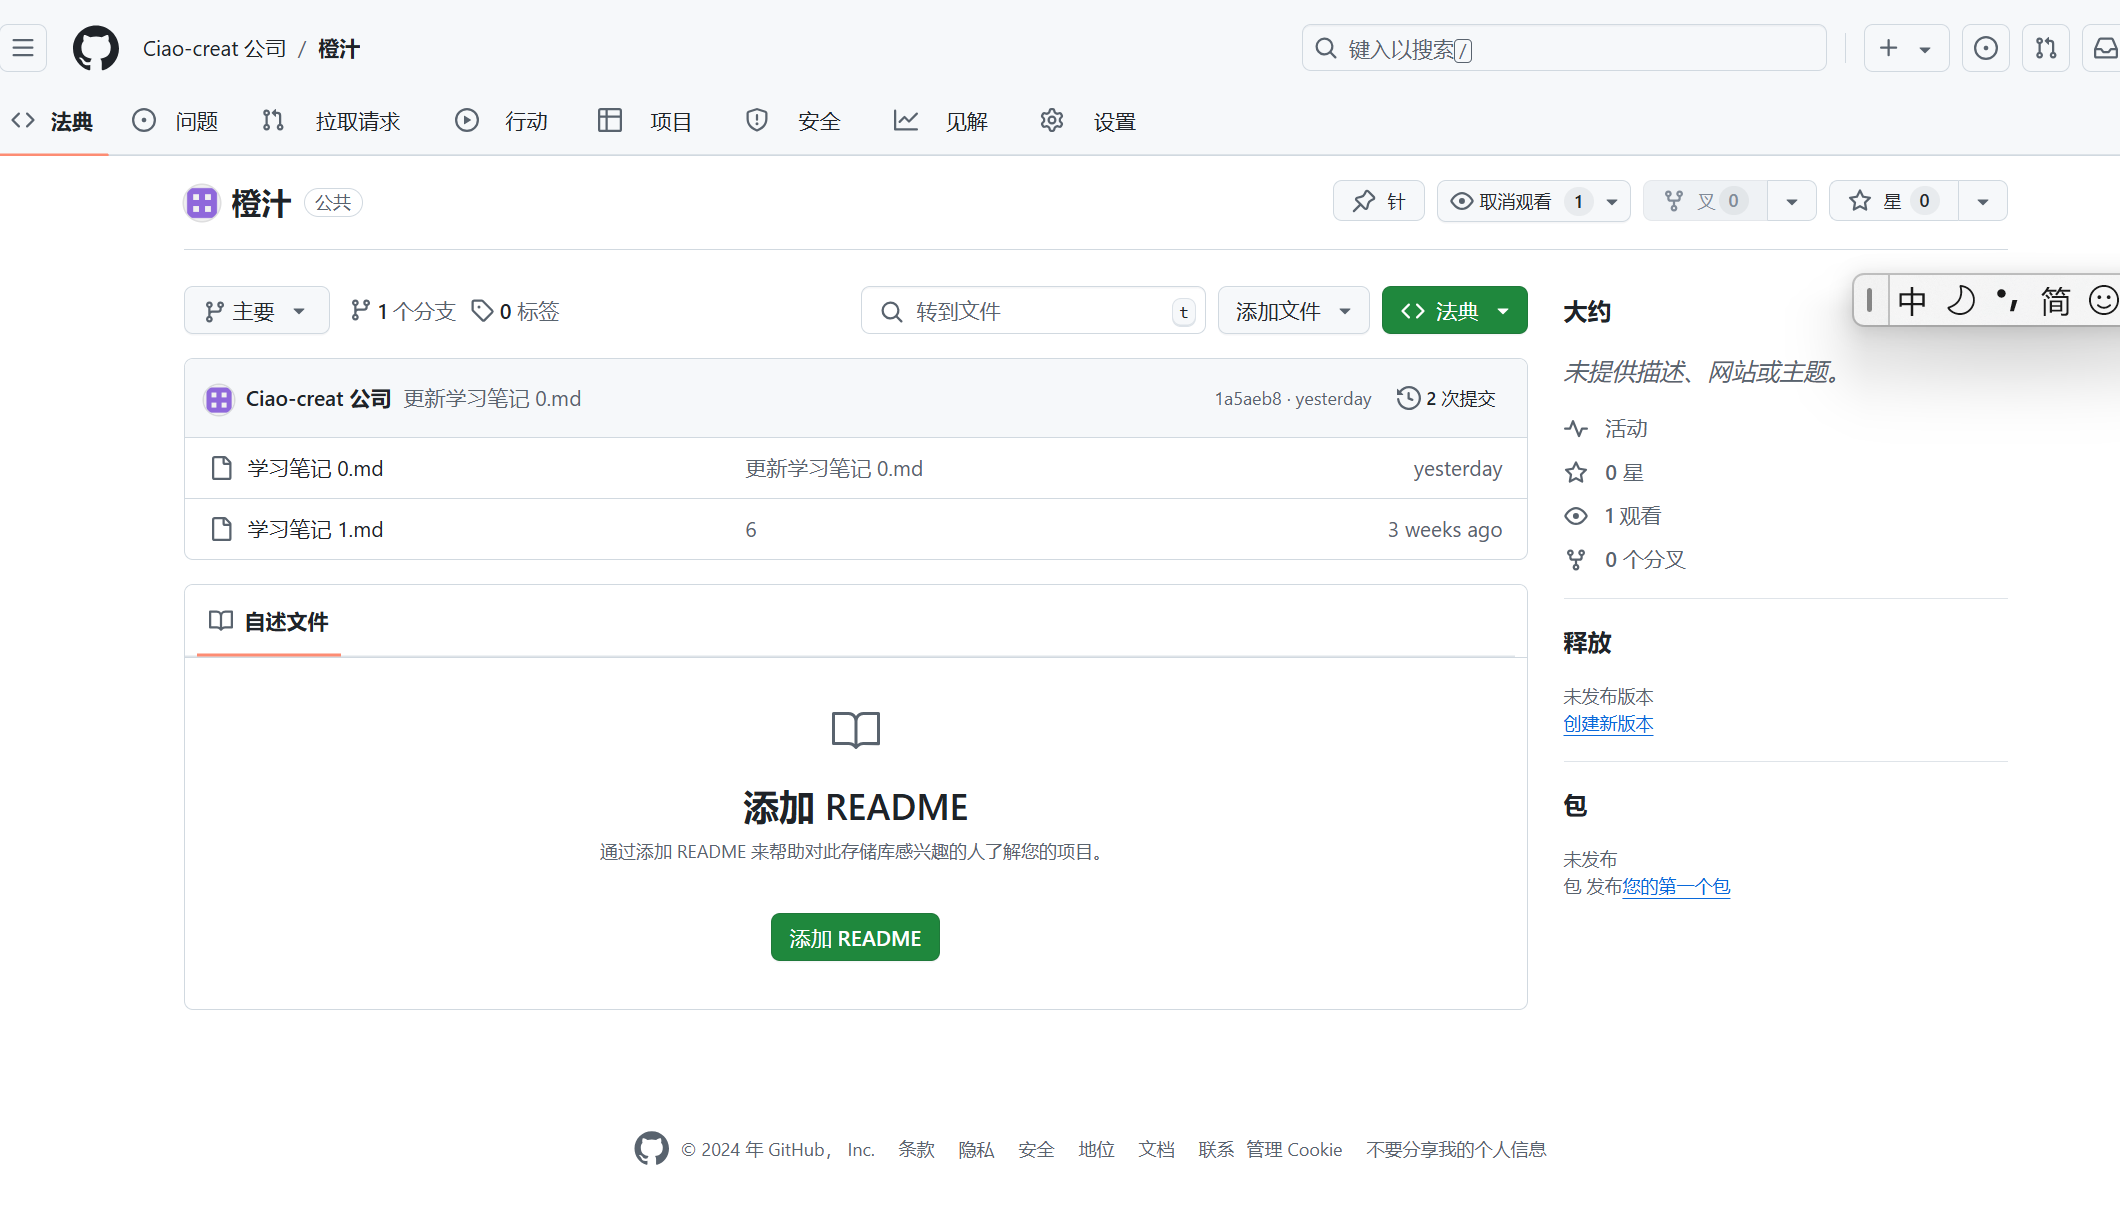 Ciao-creat 公司 / 橙汁
键入以搜索/
法典 问题 拉取请求 行动 项目 安全 见解 设置
橙汁 公共
针 取消观看 1 叉 0 星 0
主要 1 个分支 0 标签 转到文件 t 添加文件 法典
大约
中 简
未提供描述、网站或主题。
Ciao-creat 公司 更新学习笔记 0.md 1a5aeb8 · yesterday 2 次提交
学习笔记 0.md 更新学习笔记 0.md yesterday
学习笔记 1.md 6 3 weeks ago
活动
0 星
1 观看
0 个分叉
自述文件
添加 README
通过添加 README 来帮助对此存储库感兴趣的人了解您的项目。
添加 README
释放
未发布版本
创建新版本
包
未发布
包 发布您的第一个包
© 2024 年 GitHub， Inc. 条款 隐私 安全 地位 文档 联系 管理 Cookie 不要分享我的个人信息